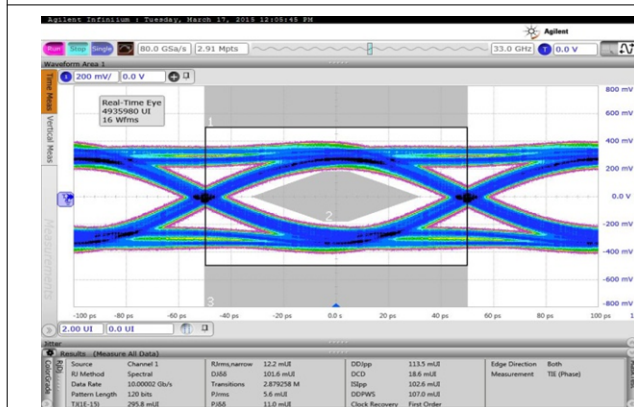 Agilent Infiniium : Tuesday, March 17, 2015 12:05:45 PM
Agilent
Run Stop Single 80.0 GSa/s 2.91 Mpts 33.0 GHz T 0.0 V
Waveform Area 1
1 200 mV/ 0.0 V
Time Meas
Vertical Meas
Measurements
Real-Time Eye
4935980 UI
16 Wfms
800 mV
600 mV
400 mV
200 mV
0.0 V
-200 mV
-400 mV
-600 mV
-800 mV
1
2
3
-100 ps -80 ps -60 ps -40 ps -20 ps 0.0 s 20 ps 40 ps 60 ps 80 ps 100 ps
2.00 UI 0.0 UI
Jitter
Results (Measure All Data)
ColorGrade
RjDj
Source Channel 1 RJrms,narrow 12.2 mUI DDJpp 113.5 mUI Edge Direction Both
RJ Method Spectral DJδδ 101.6 mUI DCD 18.6 mUI Measurement TIE (Phase)
Data Rate 10.00002 Gb/s Transitions 2.879258 M ISIpp 102.6 mUI
Pattern Length 120 bits PJrms 5.6 mUI DDPWS 107.0 mUI
TJ(1E-15) 295.8 mUI PJδδ 11.0 mUI Clock Recovery First Order